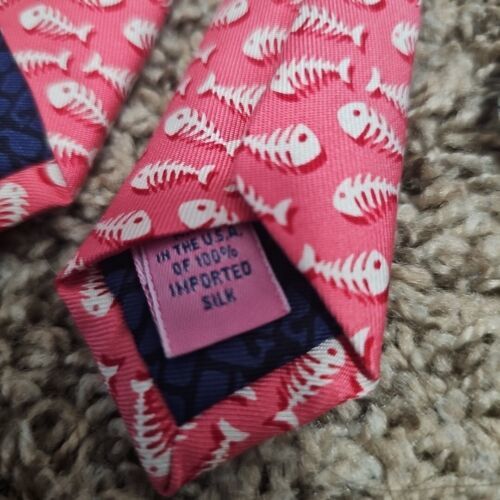 IN THE U.S.A.
OF 100%
IMPORTED
SILK